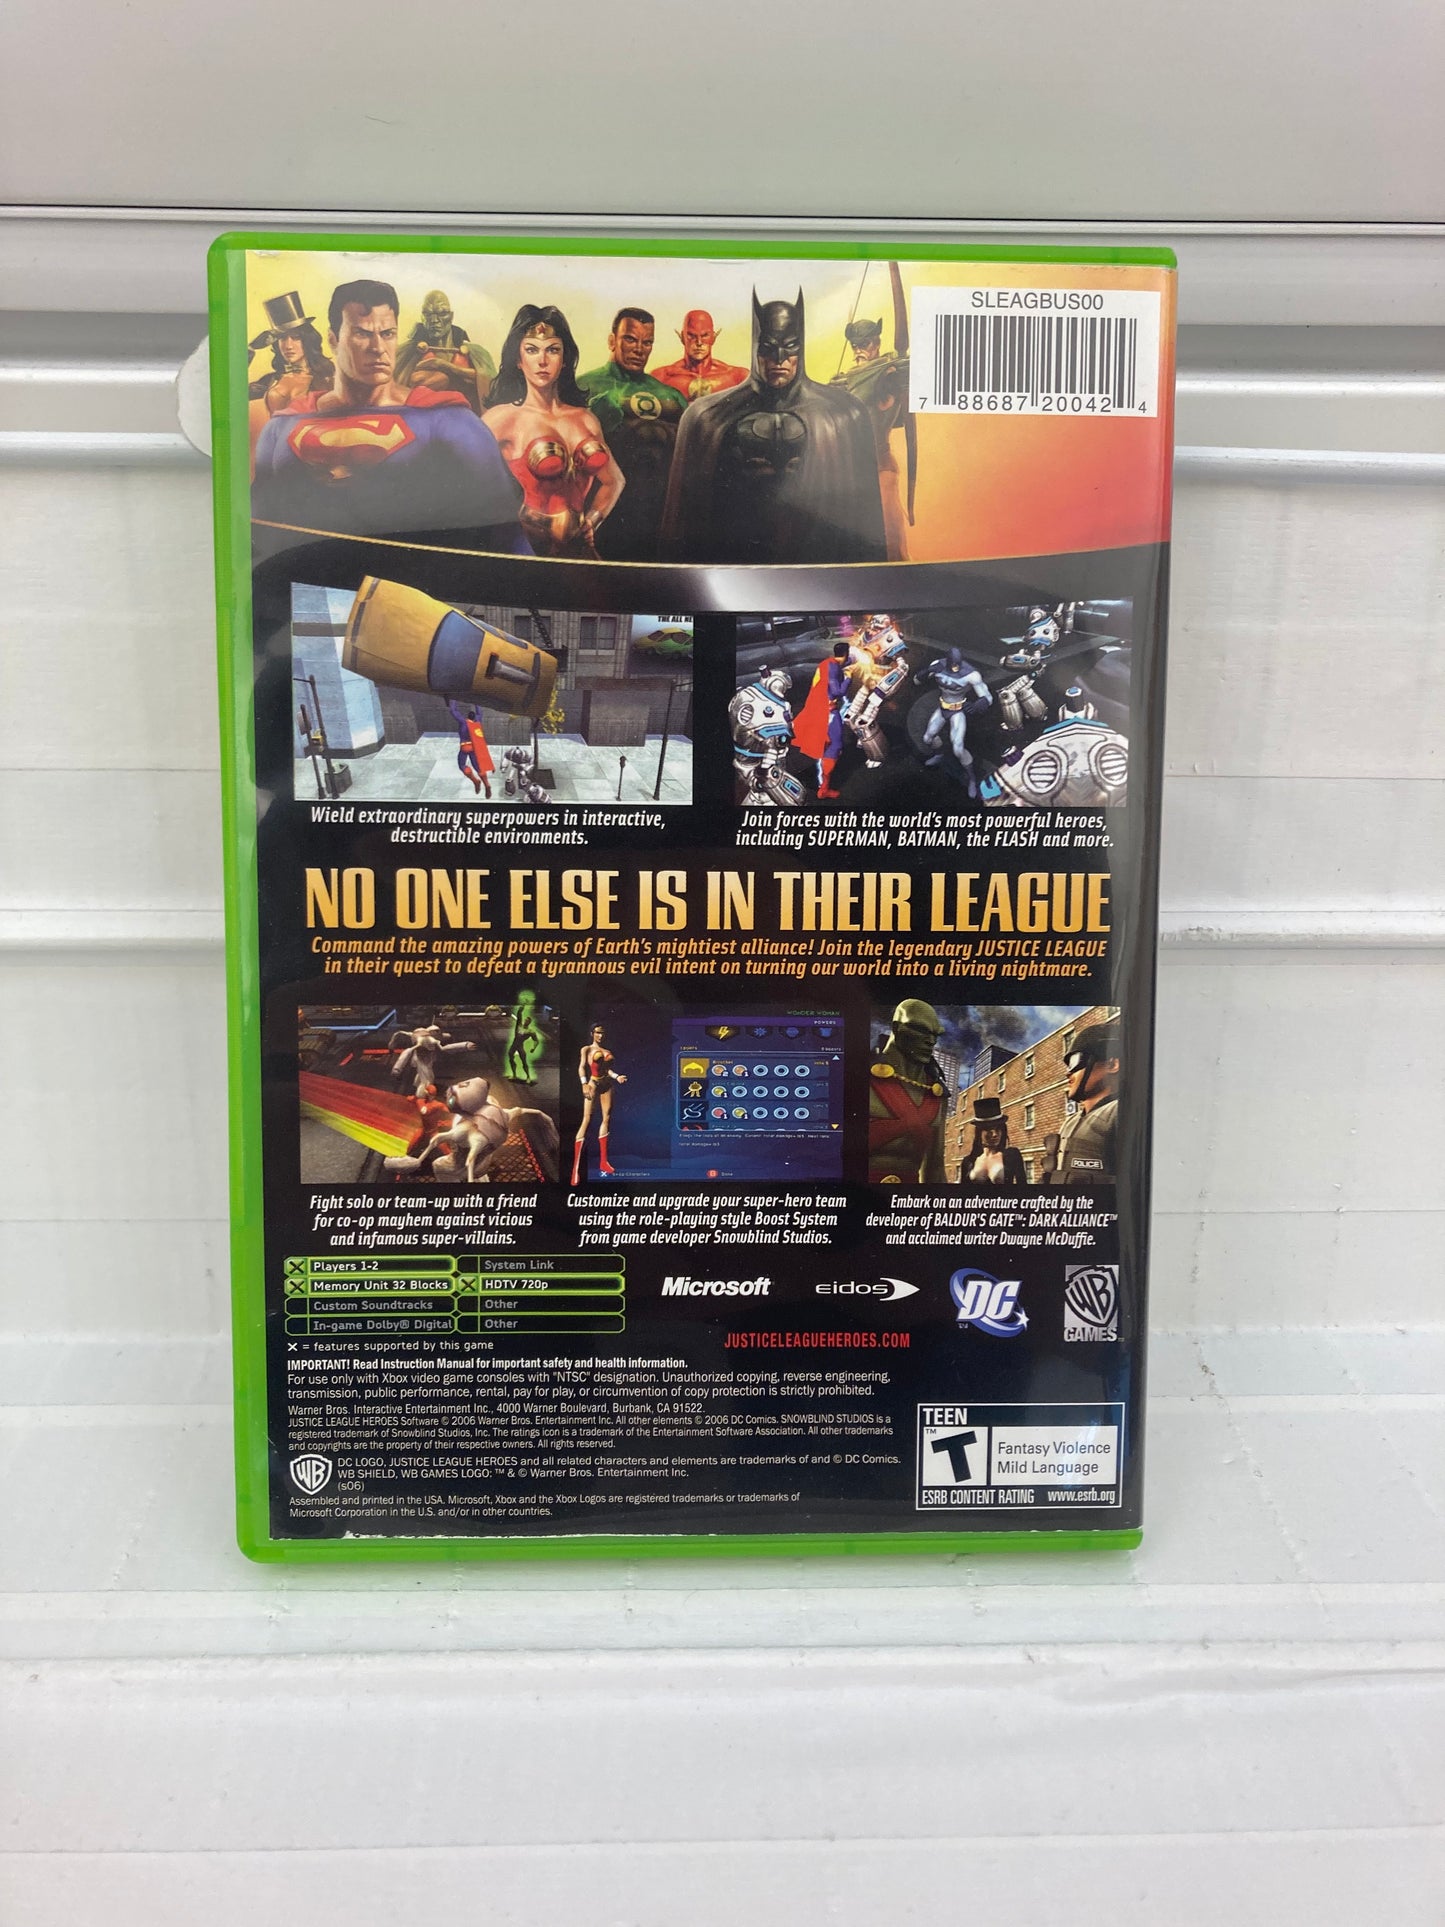 SLEAGBUS00
7 88687 20042 4
THE ALL NE
Wield extraordinary superpowers in interactive,
destructible environments.
Join forces with the world's most powerful heroes,
including SUPERMAN, BATMAN, the FLASH and more.
NO ONE ELSE IS IN THEIR LEAGUE
Command the amazing powers of Earth's mightiest alliance! Join the legendary JUSTICE LEAGUE
in their quest to defeat a tyrannous evil intent on turning our world into a living nightmare.
WONDER WOMAN
POWERS
POLICE
Fight solo or team-up with a friend
for co-op mayhem against vicious
and infamous super-villains.
Customize and upgrade your super-hero team
using the role-playing style Boost System
from game developer Snowblind Studios.
Embark on an adventure crafted by the
developer of BALDUR'S GATE™: DARK ALLIANCE™
and acclaimed writer Dwayne McDuffie.
X Players 1-2 System Link
X Memory Unit 32 Blocks X HDTV 720p
Custom Soundtracks Other
In-game Dolby® Digital Other
X = features supported by this game
Microsoft
eidos
DC
WB
GAMES
JUSTICELEAGUEHEROES.COM
IMPORTANT! Read Instruction Manual for important safety and health information.
For use only with Xbox video game consoles with "NTSC" designation. Unauthorized copying, reverse engineering,
transmission, public performance, rental, pay for play, or circumvention of copy protection is strictly prohibited.
Warner Bros. Interactive Entertainment Inc., 4000 Warner Boulevard, Burbank, CA 91522.
JUSTICE LEAGUE HEROES Software © 2006 Warner Bros. Entertainment Inc. All other elements © 2006 DC Comics. SNOWBLIND STUDIOS is a
registered trademark of Snowblind Studios, Inc. The ratings icon is a trademark of the Entertainment Software Association. All other trademarks
and copyrights are the property of their respective owners. All rights reserved.
WB
DC LOGO, JUSTICE LEAGUE HEROES and all related characters and elements are trademarks of and © DC Comics.
WB SHIELD, WB GAMES LOGO: ™ & © Warner Bros. Entertainment Inc.
(s06)
Assembled and printed in the USA. Microsoft, Xbox and the Xbox Logos are registered trademarks or trademarks of
Microsoft Corporation in the U.S. and/or in other countries.
TEEN
T
Fantasy Violence
Mild Language
ESRB CONTENT RATING www.esrb.org